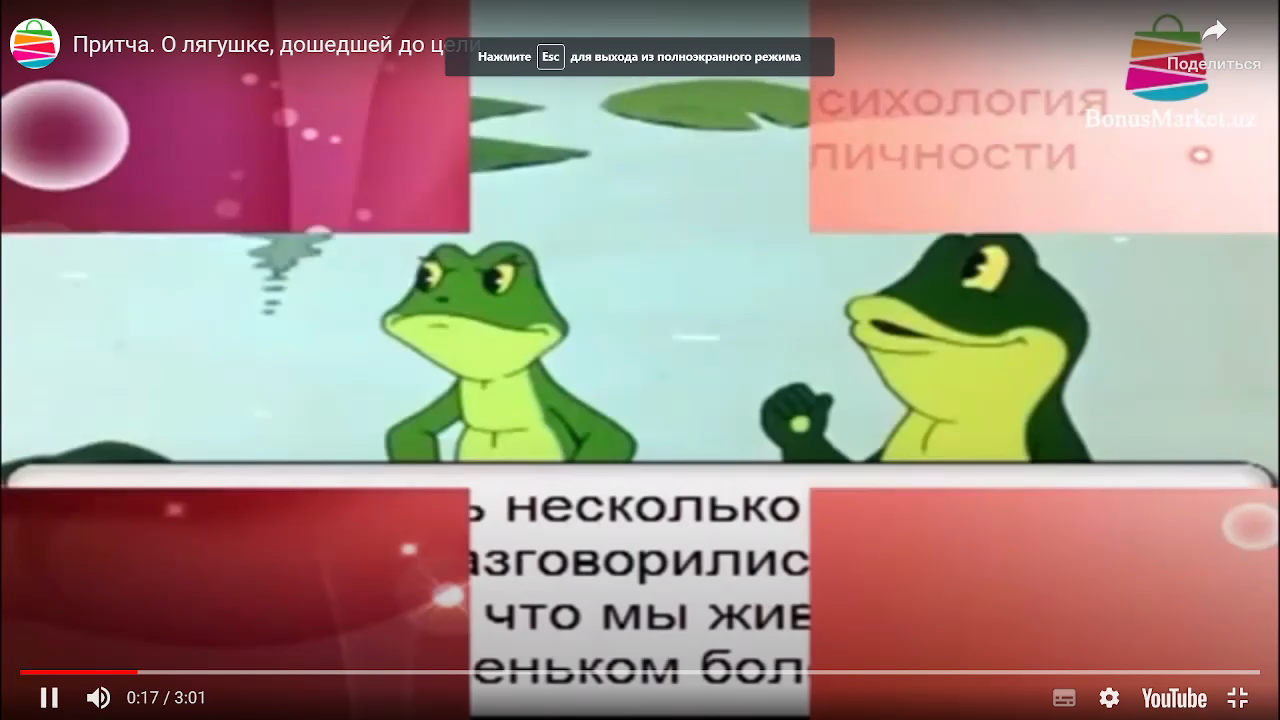 Притча. О лягушке, дошедшей до цели
Нажмите Esc для выхода из полноэкранного режима
Поделиться
сихология
личности
BonusMarket.uz
ь несколько
азговорилис
что мы жив
еньком бол
0:17 / 3:01
YouTube